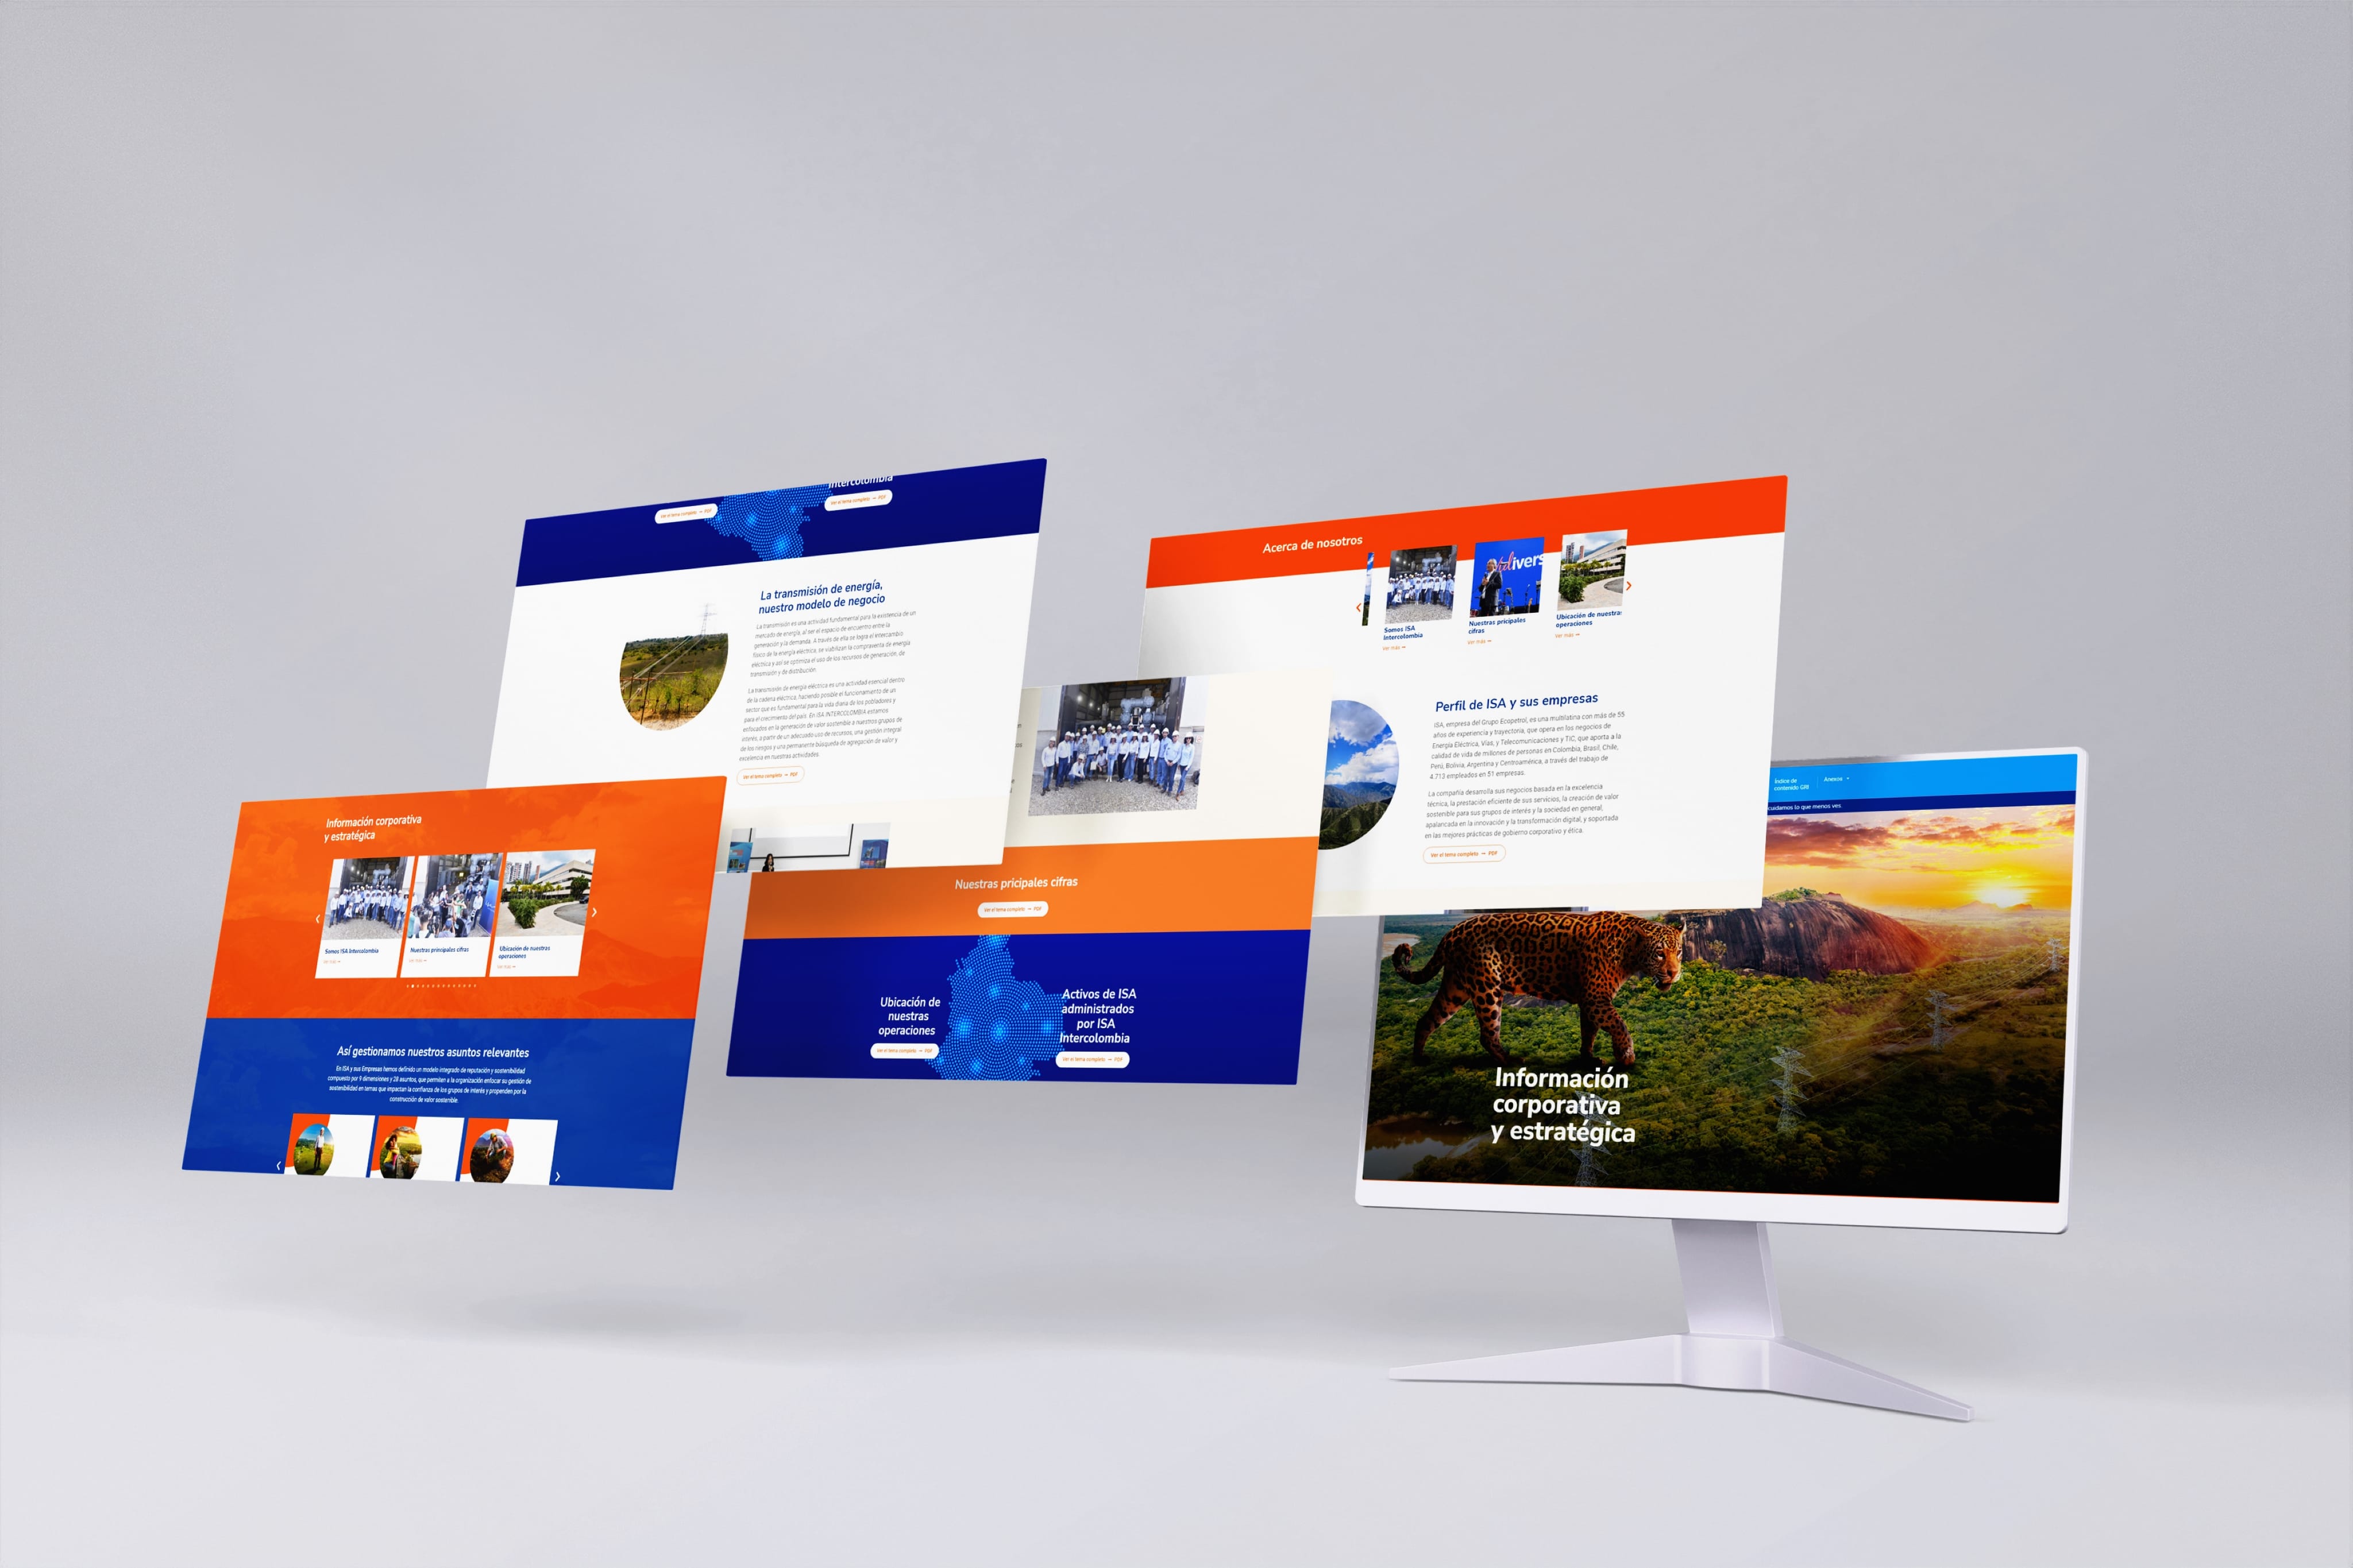 Información corporativa
y estratégica
Somos ISA Intercolombia
Ver más →
Nuestras principales cifras
Ver más →
Ubicación de nuestras
operaciones
Ver más →
Así gestionamos nuestros asuntos relevantes
En ISA y sus Empresas hemos definido un modelo integrado de reputación y sostenibilidad
compuesto por 9 dimensiones y 28 asuntos, que permiten a la organización enfocar su gestión de
sostenibilidad en temas que impactan la confianza de los grupos de interés y propenden por la
construcción de valor sostenible.
Intercolombia
Ver el tema completo → PDF
Ver el tema completo → PDF
La transmisión de energía,
nuestro modelo de negocio
La transmisión es una actividad fundamental para la existencia de un
mercado de energía, al ser el espacio de encuentro entre la
generación y la demanda. A través de ella se logra el intercambio
físico de la energía eléctrica, se viabilizan la compraventa de energía
eléctrica y así se optimiza el uso de los recursos de generación, de
transmisión y de distribución.
La transmisión de energía eléctrica es una actividad esencial dentro
de la cadena eléctrica, haciendo posible el funcionamiento de un
sector que es fundamental para la vida diaria de los pobladores y
para el crecimiento del país. En ISA INTERCOLOMBIA estamos
enfocados en la generación de valor sostenible a nuestros grupos de
interés, a partir de un adecuado uso de recursos, una gestión integral
de los riesgos y una permanente búsqueda de agregación de valor y
excelencia en nuestras actividades.
Ver el tema completo → PDF
Nuestras pricipales cifras
Ver el tema completo → PDF
Ubicación de
nuestras
operaciones
Ver el tema completo → PDF
Activos de ISA
administrados
por ISA
Intercolombia
Ver el tema completo → PDF
Acerca de nosotros
Somos ISA
Intercolombia
Ver más →
Nuestras pricipales
cifras
Ver más →
Ubicación de nuestras
operaciones
Ver más →
Perfil de ISA y sus empresas
ISA, empresa del Grupo Ecopetrol, es una multilatina con más de 55
años de experiencia y trayectoria, que opera en los negocios de
Energía Eléctrica, Vías, y Telecomunicaciones y TIC, que aporta a la
calidad de vida de millones de personas en Colombia, Brasil, Chile,
Perú, Bolivia, Argentina y Centroamérica, a través del trabajo de
4.713 empleados en 51 empresas.
La compañía desarrolla sus negocios basada en la excelencia
técnica, la prestación eficiente de sus servicios, la creación de valor
sostenible para sus grupos de interés y la sociedad en general,
apalancada en la innovación y la transformación digital, y soportada
en las mejores prácticas de gobierno corporativo y ética.
Ver el tema completo → PDF
Índice de
contenido GRI
Anexos
cuidamos lo que menos ves
Información
corporativa
y estratégica